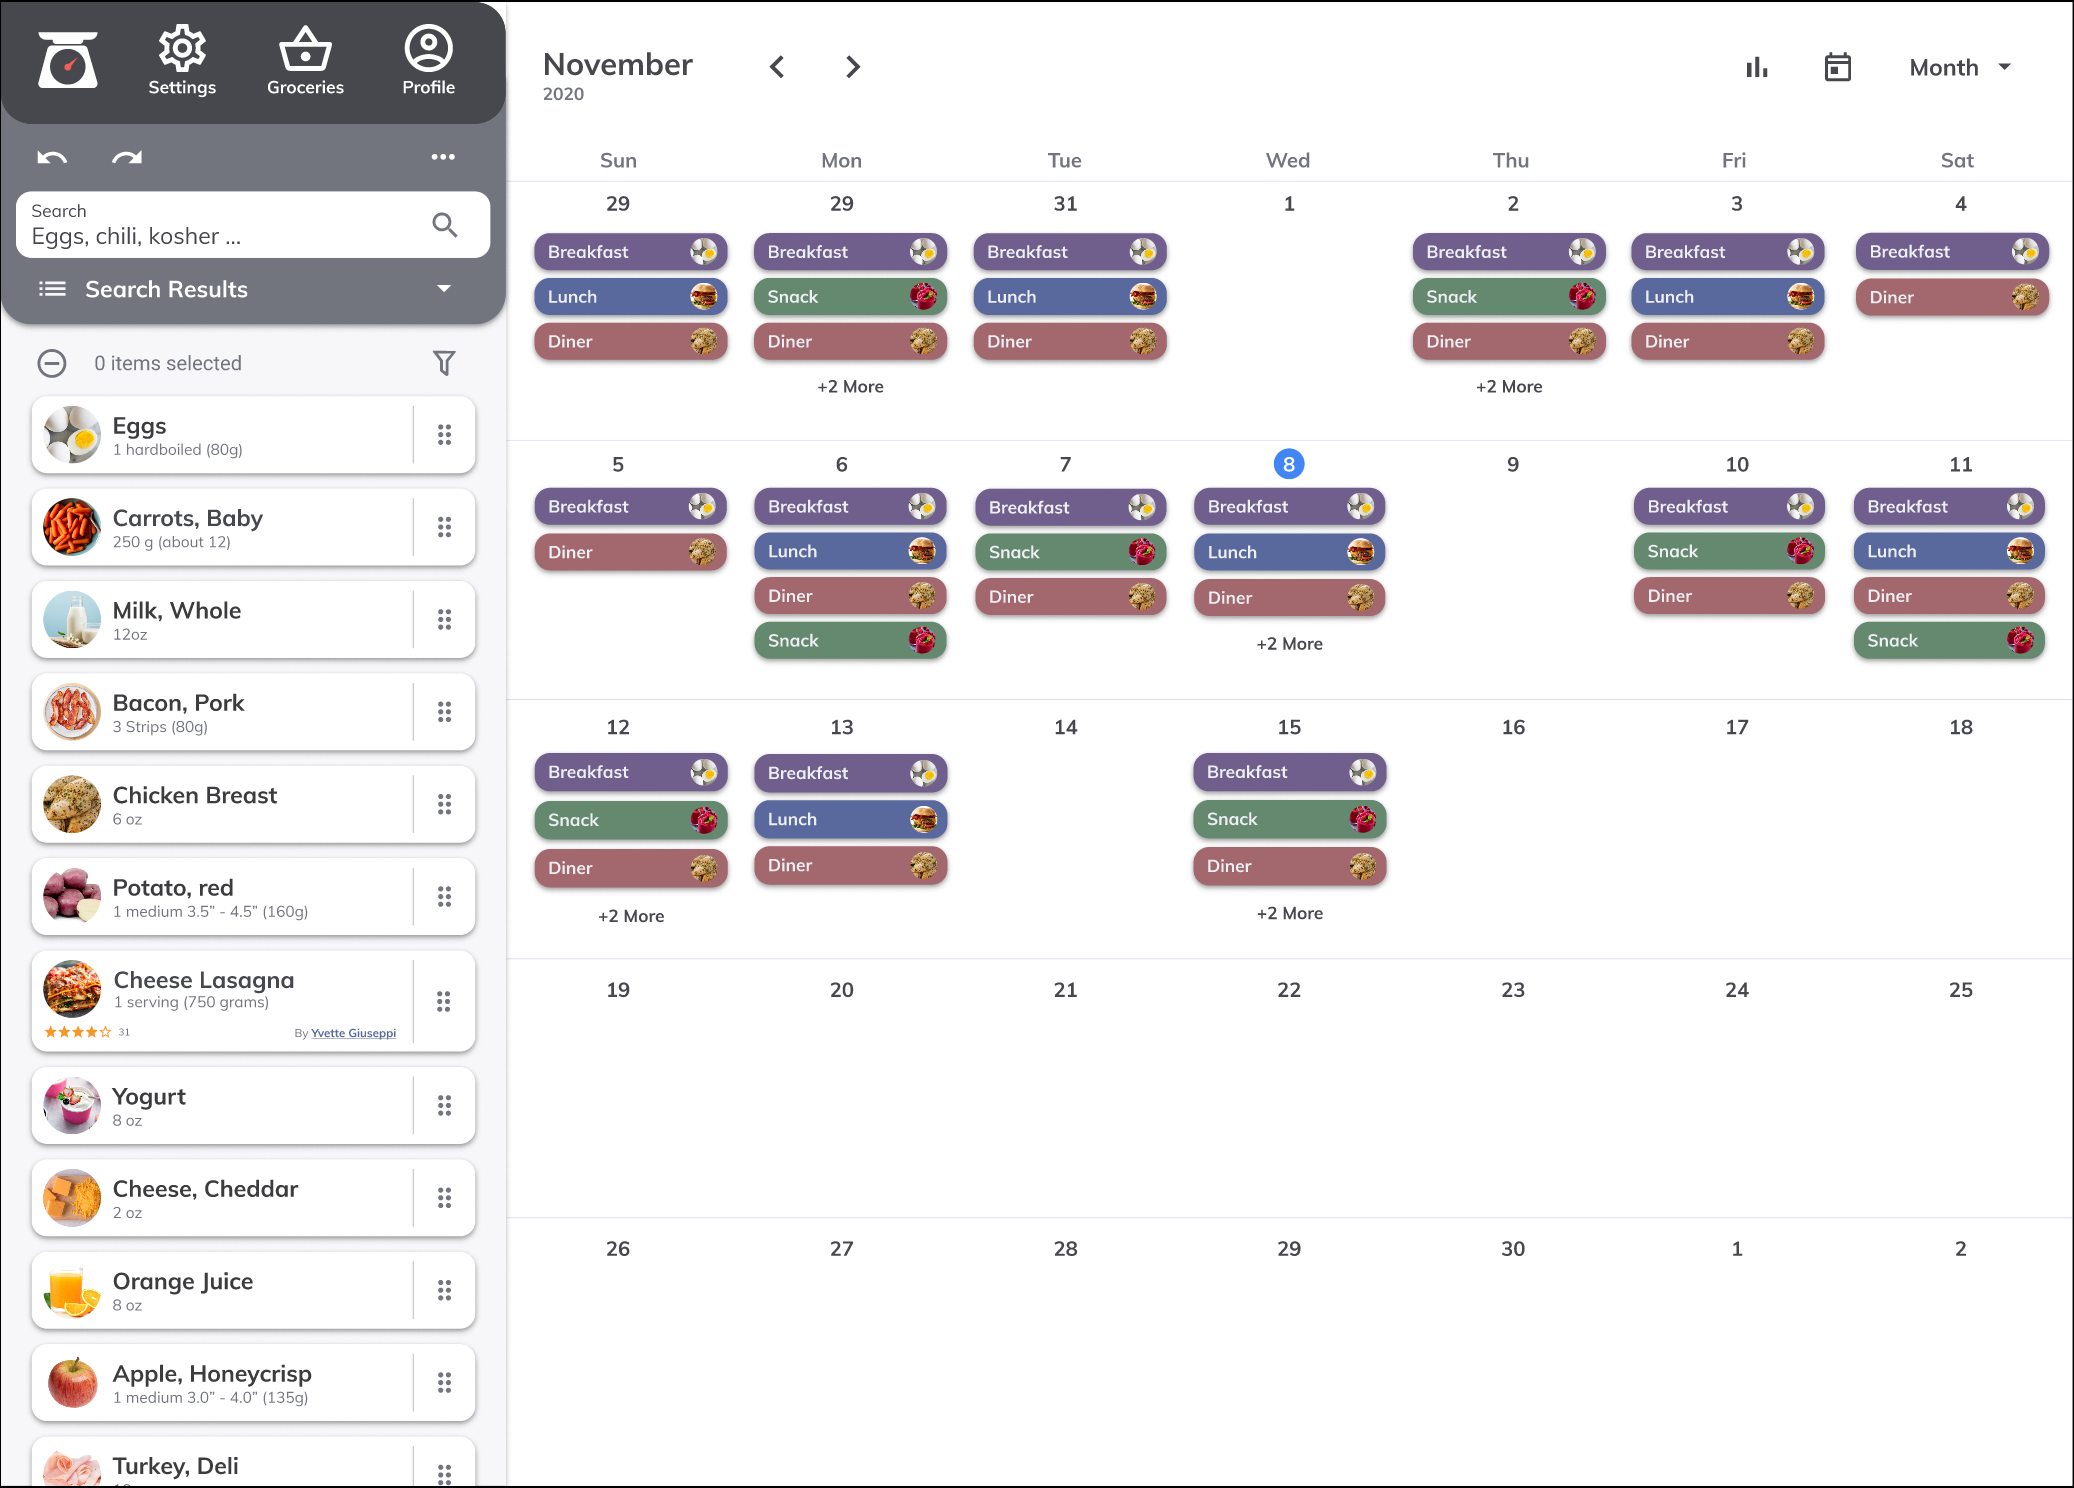 Settings
Groceries
Profile
Search
Eggs, chili, kosher ...
Search Results
0 items selected
Eggs
1 hardboiled (80g)
Carrots, Baby
250 g (about 12)
Milk, Whole
12oz
Bacon, Pork
3 Strips (80g)
Chicken Breast
6 oz
Potato, red
1 medium 3.5” - 4.5” (160g)
Cheese Lasagna
1 serving (750 grams)
31
By Yvette Giuseppi
Yogurt
8 oz
Cheese, Cheddar
2 oz
Orange Juice
8 oz
Apple, Honeycrisp
1 medium 3.0” - 4.0” (135g)
Turkey, Deli
November
2020
Month
Sun Mon Tue Wed Thu Fri Sat
29 29 31 1 2 3 4
Breakfast Breakfast Breakfast Breakfast Breakfast Breakfast
Lunch Snack Lunch Snack Lunch Diner
Diner Diner Diner Diner Diner
+2 More +2 More
5 6 7 8 9 10 11
Breakfast Breakfast Breakfast Breakfast Breakfast Breakfast
Diner Lunch Snack Lunch Snack Lunch
Diner Diner Diner Diner Diner
Snack +2 More Snack
12 13 14 15 16 17 18
Breakfast Breakfast Breakfast
Snack Lunch Snack
Diner Diner Diner
+2 More +2 More
19 20 21 22 23 24 25
26 27 28 29 30 1 2